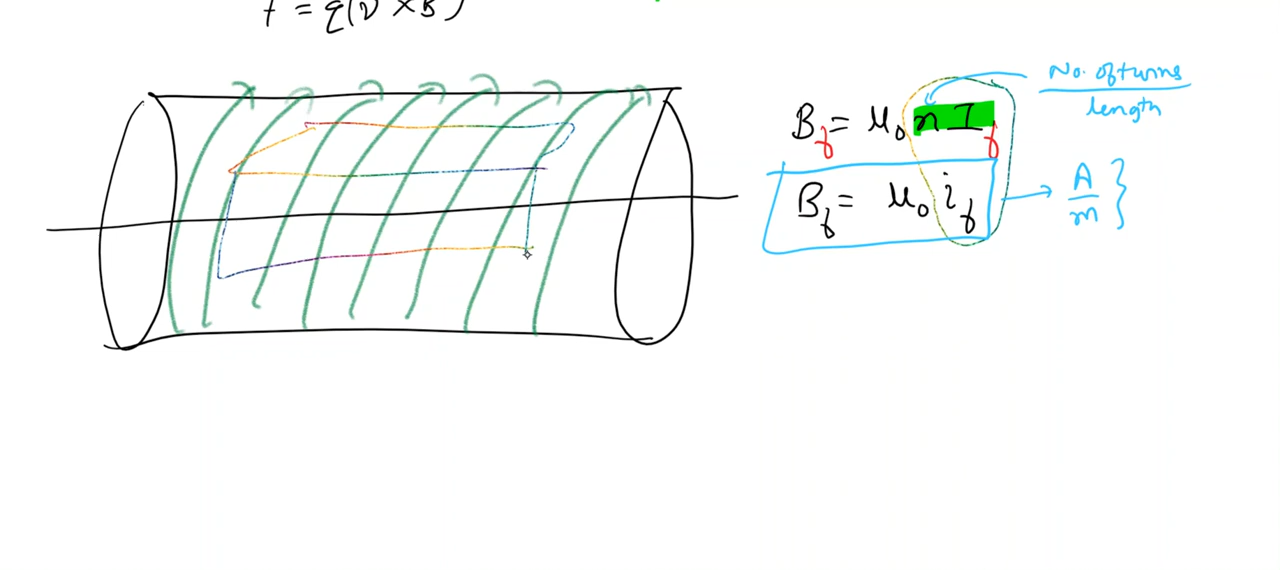 F = q(v × B)
No. of turns
length
B_f = μ₀ n I_f
B_f = μ₀ i_f → A/m }